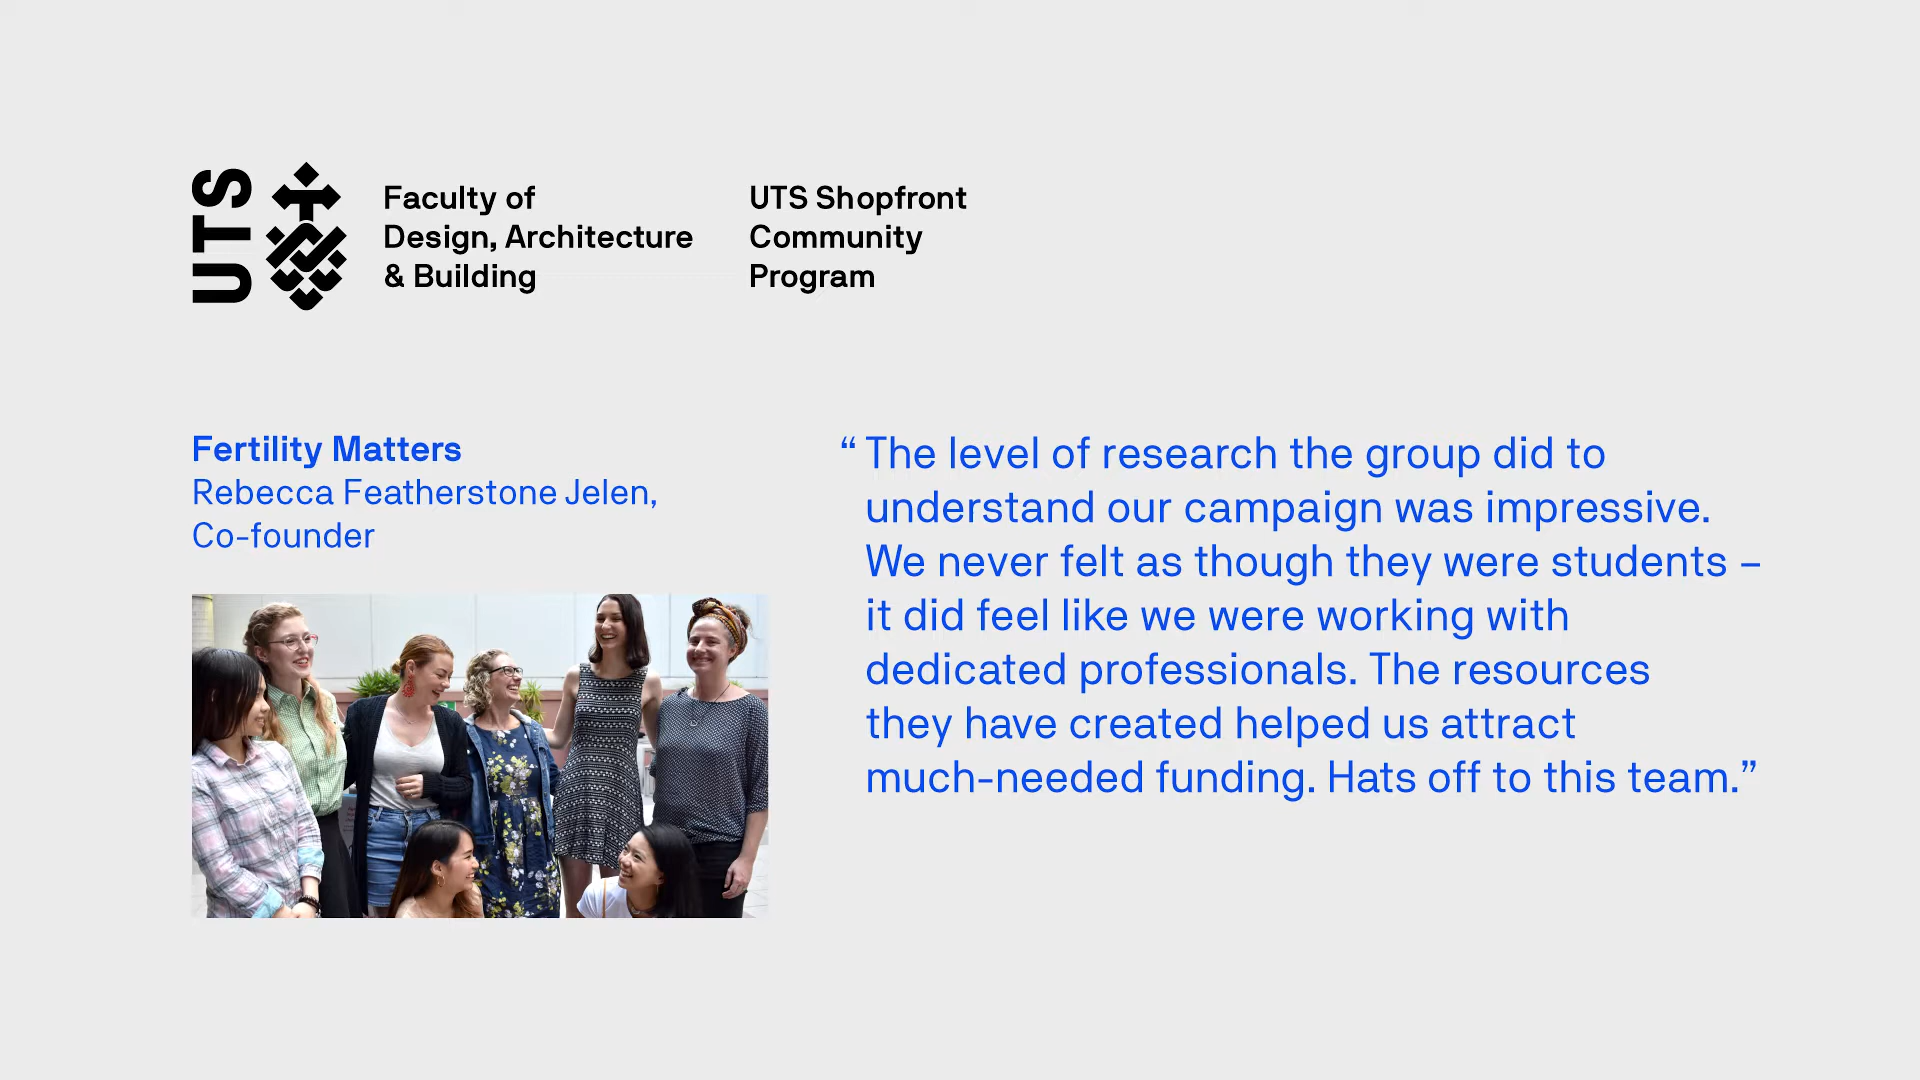 UTS
Faculty of
Design, Architecture
& Building
UTS Shopfront
Community
Program
Fertility Matters
Rebecca Featherstone Jelen,
Co-founder
“ The level of research the group did to
understand our campaign was impressive.
We never felt as though they were students –
it did feel like we were working with
dedicated professionals. The resources
they have created helped us attract
much-needed funding. Hats off to this team.”